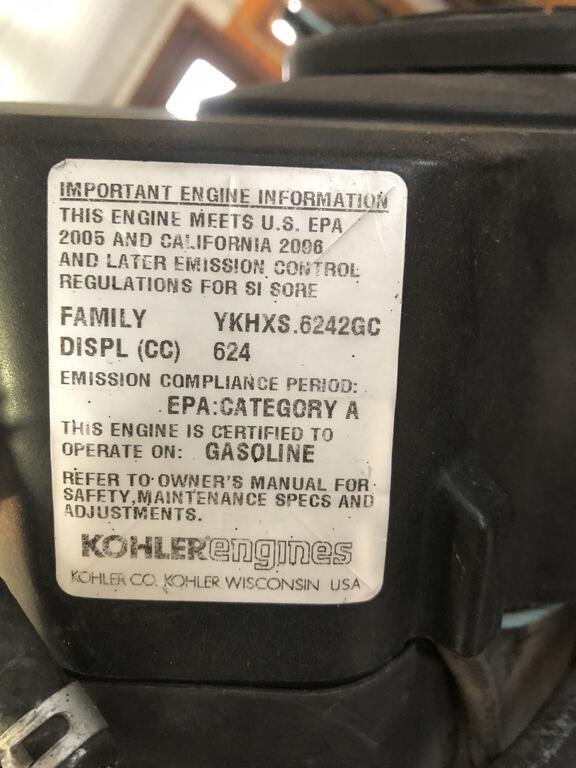 IMPORTANT ENGINE INFORMATION
THIS ENGINE MEETS U.S. EPA
2005 AND CALIFORNIA 2006
AND LATER EMISSION CONTROL
REGULATIONS FOR SI SORE
FAMILY YKHXS.6242GC
DISPL (CC) 624
EMISSION COMPLIANCE PERIOD:
EPA:CATEGORY A
THIS ENGINE IS CERTIFIED TO
OPERATE ON: GASOLINE
REFER TO OWNER'S MANUAL FOR
SAFETY,MAINTENANCE SPECS AND
ADJUSTMENTS.
KOHLERengines
KOHLER CO. KOHLER WISCONSIN USA